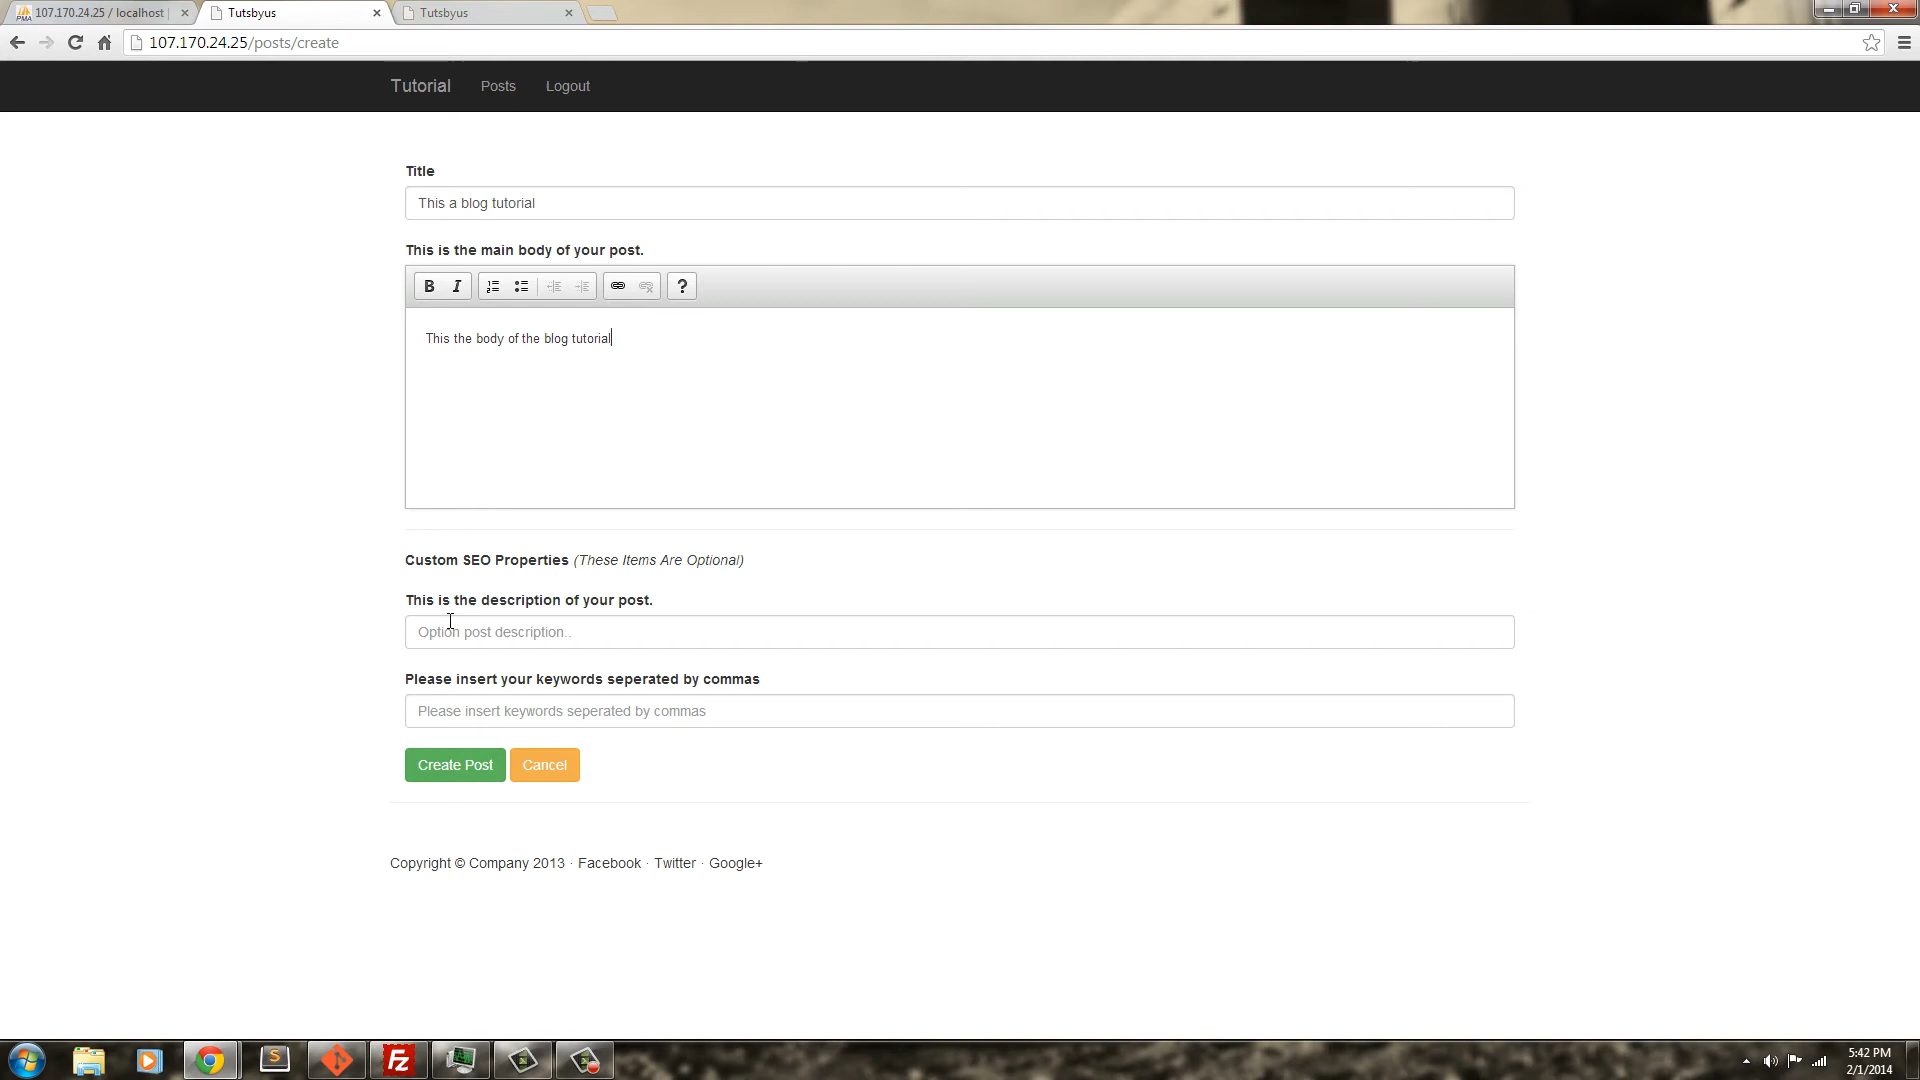 107.170.24.25 / localhost
Tutsbyus
Tutsbyus
107.170.24.25/posts/create
Tutorial Posts Logout
Title
This a blog tutorial
This is the main body of your post.
B I ?
This the body of the blog tutorial
Custom SEO Properties (These Items Are Optional)
This is the description of your post.
Option post description..
Please insert your keywords seperated by commas
Please insert keywords seperated by commas
Create Post Cancel
Copyright © Company 2013 · Facebook · Twitter · Google+
5:42 PM
2/1/2014